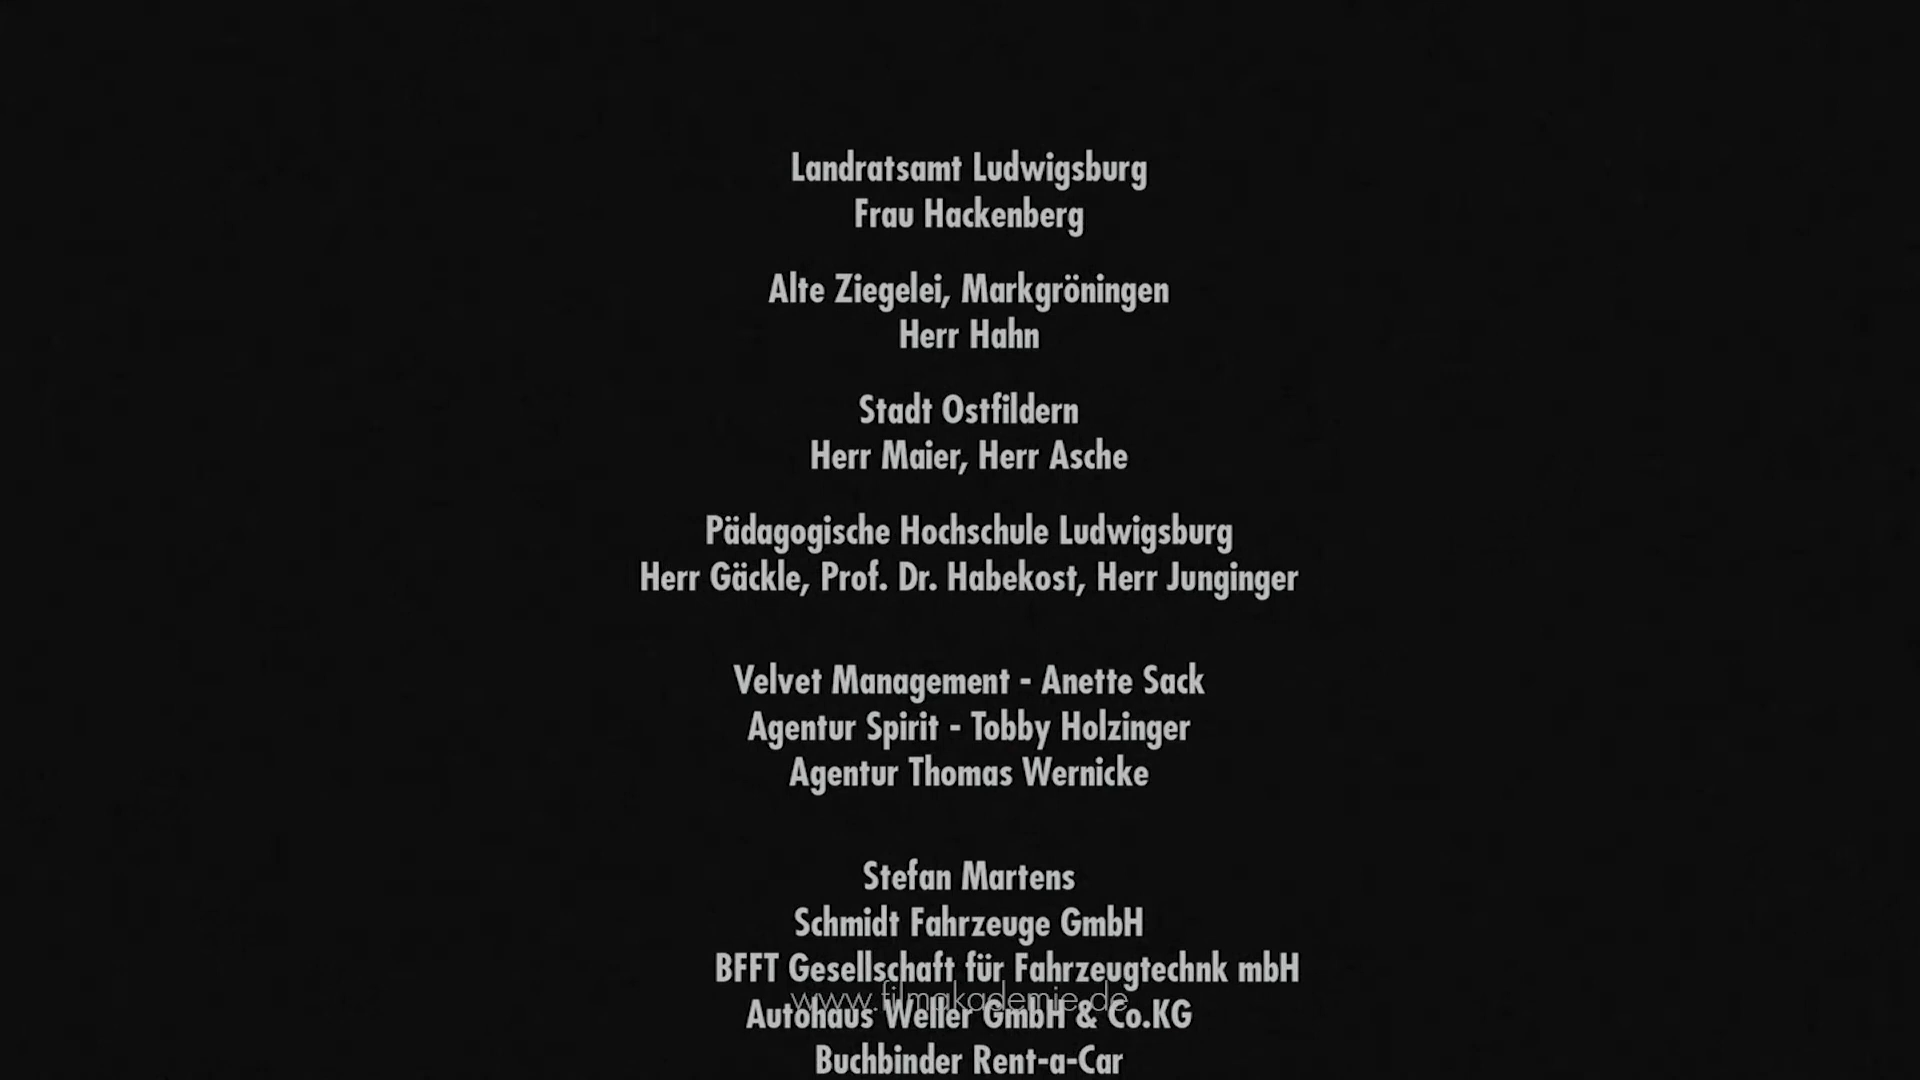 Landratsamt Ludwigsburg
Frau Hackenberg
Alte Ziegelei, Markgröningen
Herr Hahn
Stadt Ostfildern
Herr Maier, Herr Asche
Pädagogische Hochschule Ludwigsburg
Herr Gäckle, Prof. Dr. Habekost, Herr Junginger
Velvet Management - Anette Sack
Agentur Spirit - Tobby Holzinger
Agentur Thomas Wernicke
Stefan Martens
Schmidt Fahrzeuge GmbH
BFFT Gesellschaft für Fahrzeugtechnk mbH
www.filmakademie.de
Autohaus Weller GmbH & Co.KG
Buchbinder Rent-a-Car